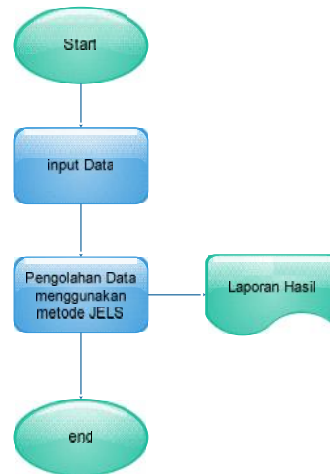 Start
input Data
Pengolahan Data
menggunakan
metode JELS
Laporan Hasil
end